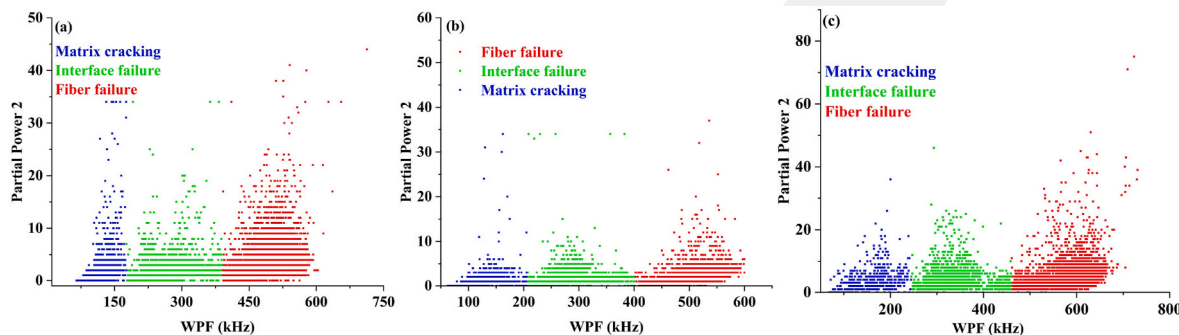 (a)
Matrix cracking
Interface failure
Fiber failure
Partial Power 2
50
40
30
20
10
0
150 300 450 600 750
WPF (kHz)
(b)
Fiber failure
Interface failure
Matrix cracking
Partial Power 2
60
50
40
30
20
10
0
100 200 300 400 500 600
WPF (kHz)
(c)
Matrix cracking
Interface failure
Fiber failure
Partial Power 2
80
60
40
20
0
200 400 600 800
WPF (kHz)